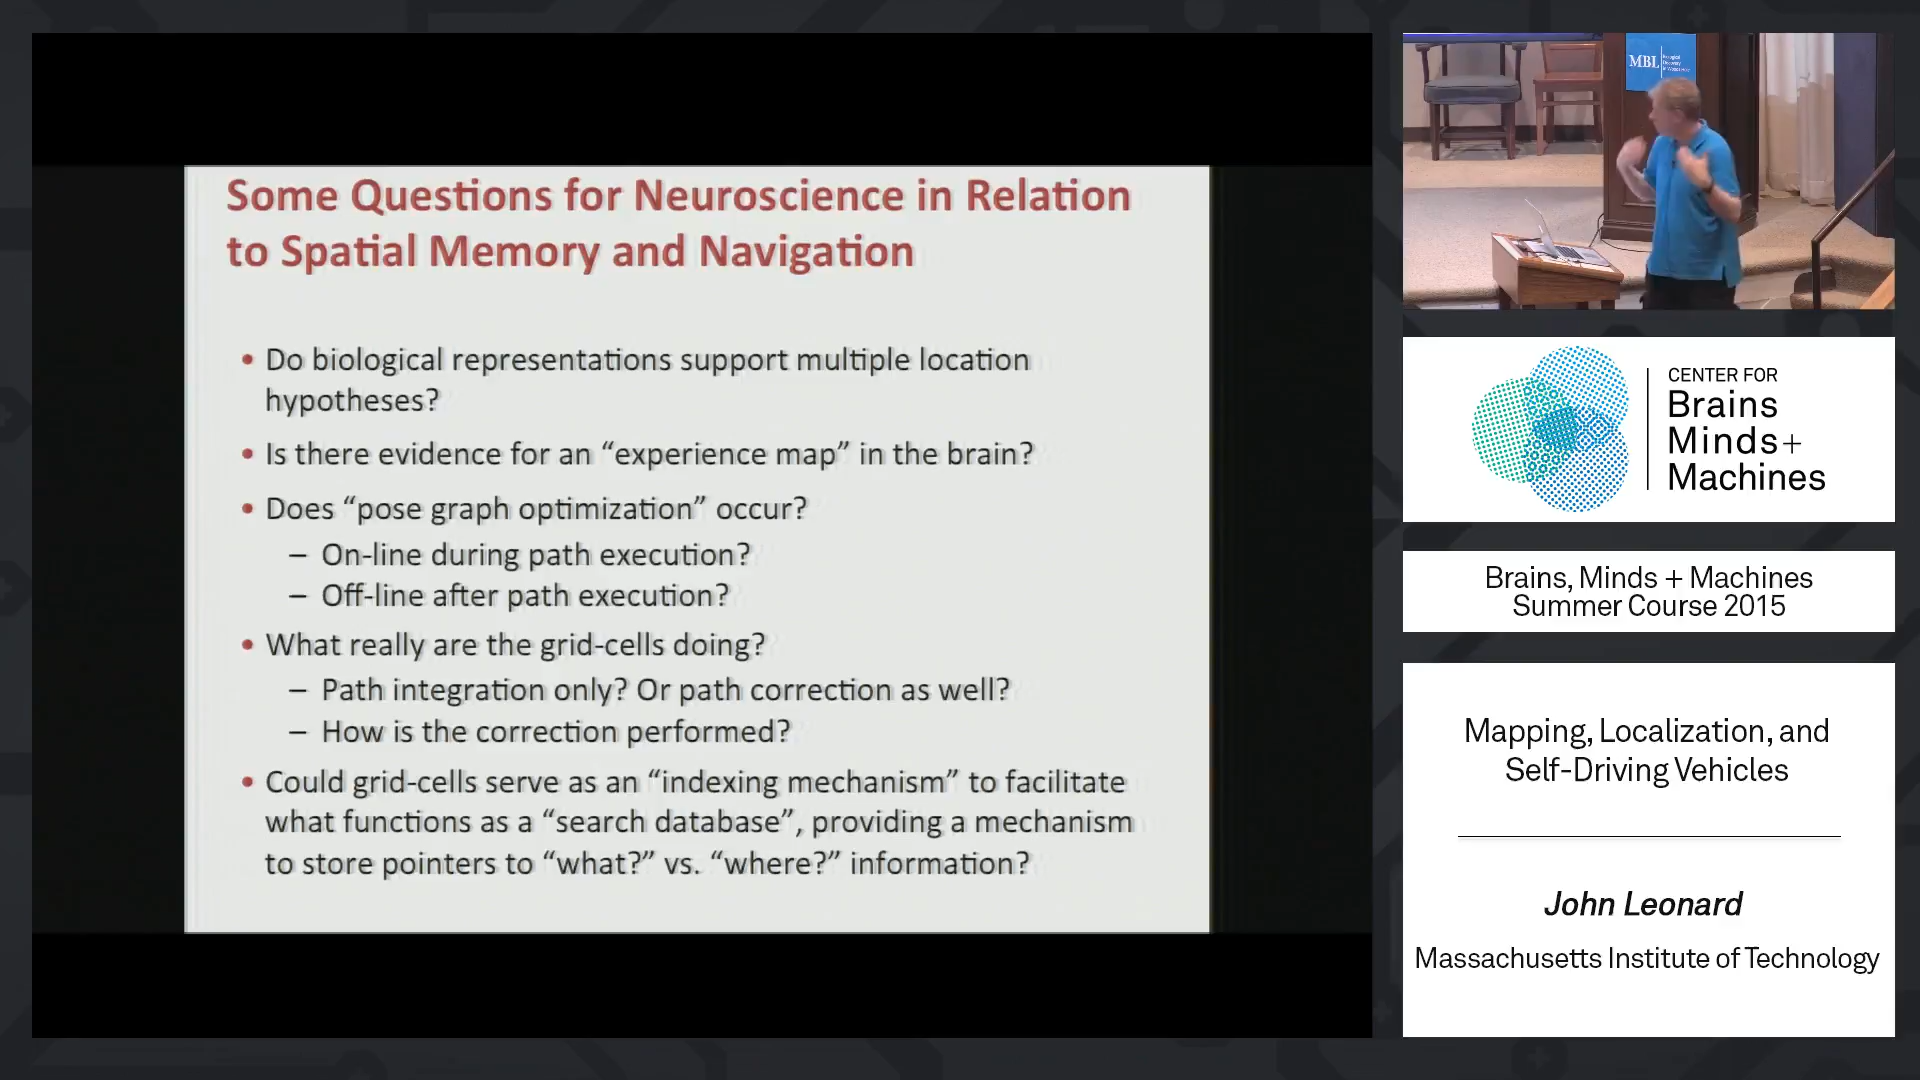 Some Questions for Neuroscience in Relation
to Spatial Memory and Navigation
• Do biological representations support multiple location
hypotheses?
• Is there evidence for an “experience map” in the brain?
• Does “pose graph optimization” occur?
– On-line during path execution?
– Off-line after path execution?
• What really are the grid-cells doing?
– Path integration only? Or path correction as well?
– How is the correction performed?
• Could grid-cells serve as an “indexing mechanism” to facilitate
what functions as a “search database”, providing a mechanism
to store pointers to “what?” vs. “where?” information?
MBL
CENTER FOR
Brains
Minds+
Machines
Brains, Minds + Machines
Summer Course 2015
Mapping, Localization, and
Self-Driving Vehicles
John Leonard
Massachusetts Institute of Technology